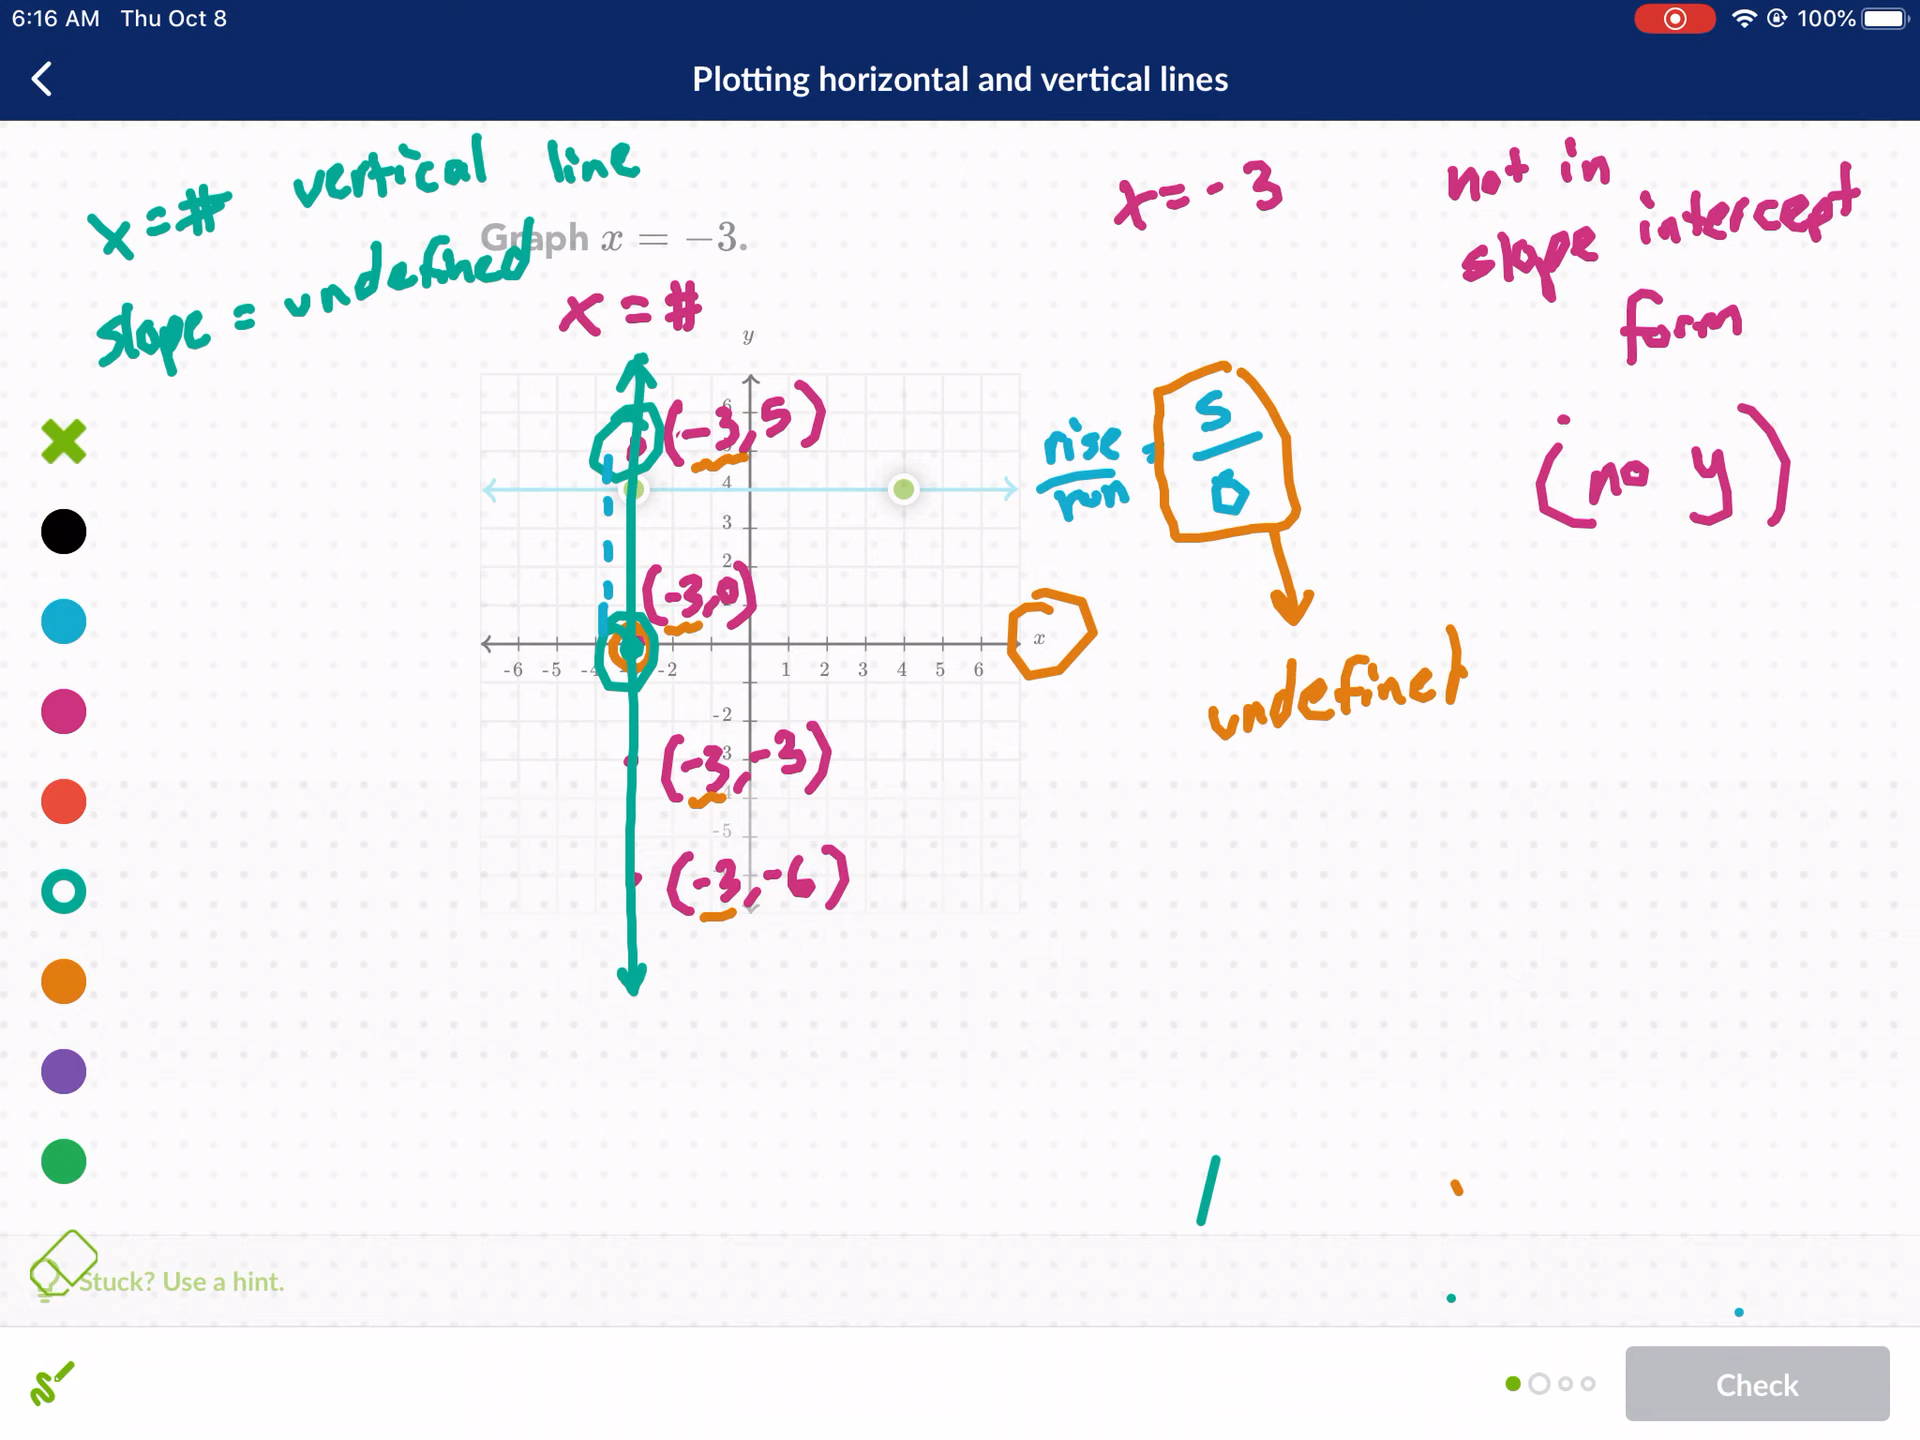 6:16 AM Thu Oct 8
100%
Plotting horizontal and vertical lines
x = # vertical line
slope = undefined
Graph x = −3.
x = #
x = -3
not in
slope intercept
form
(no y)
y
6
(-3, 5)
5
4
3
2
(-3, 0)
x
-6 -5 -4 -2 1 2 3 4 5 6
-2
(-3, -3)
-3
-4
-5
(-3, -6)
rise
run
=
5
0
undefined
Stuck? Use a hint.
Check